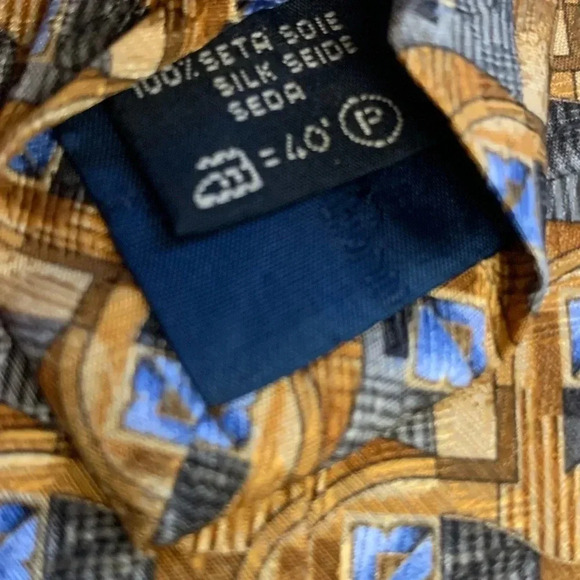 100% SETA SOIE
SILK SEIDE
SEDA
= 40° P